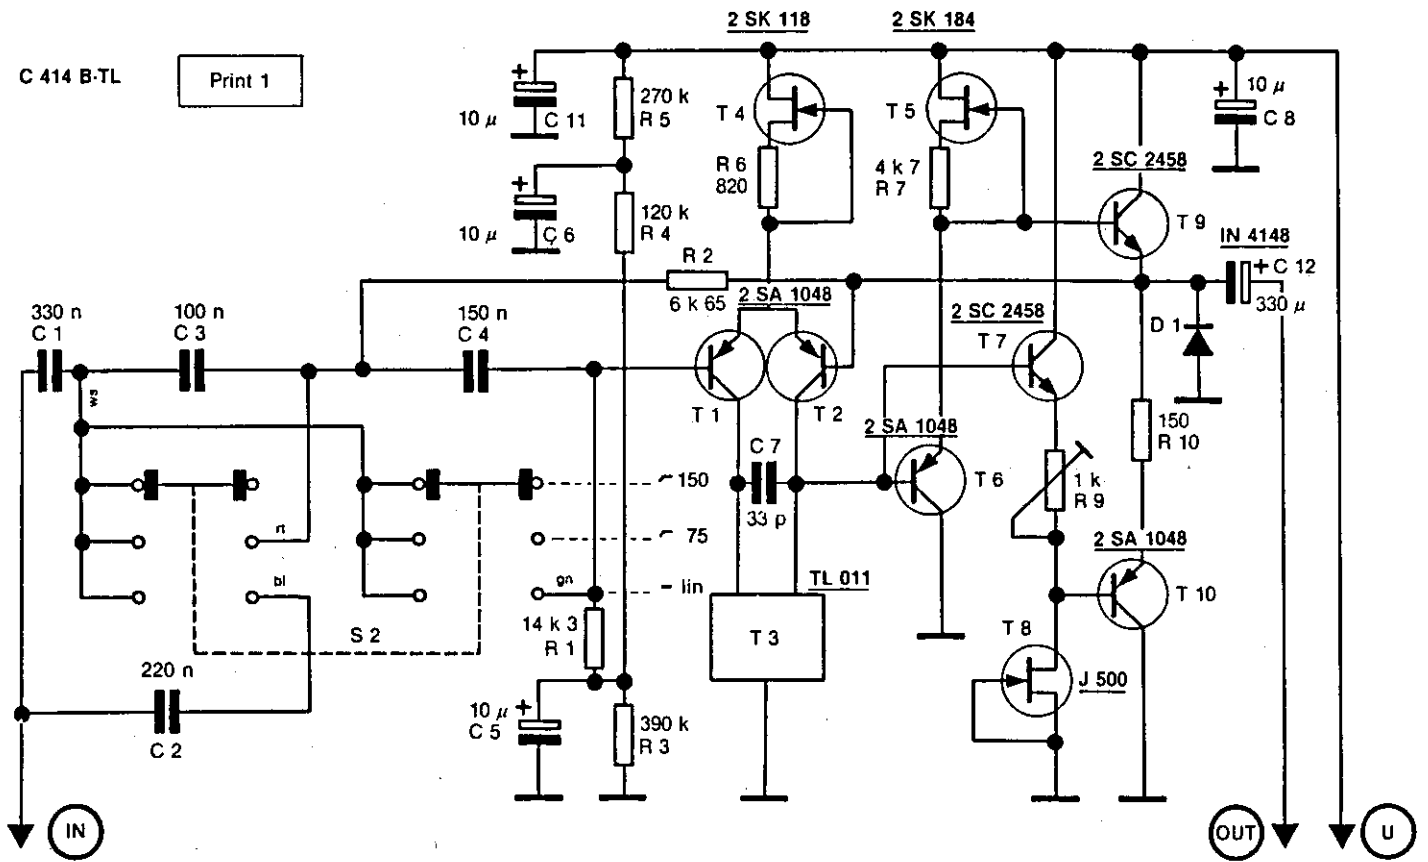 2 SK 118
2 SK 184
C 414 B-TL
Print 1
+
10 µ
C 11
270 k
R 5
T 4
T 5
+
10 µ
C 8
R 6
820
4 k 7
R 7
2 SC 2458
+
10 µ
C 6
120 k
R 4
T 9
R 2
6 k 65
IN 4148
+ C 12
330 µ
D 1
2 SA 1048
2 SC 2458
T 7
330 n
C 1
100 n
C 3
150 n
C 4
ws
T 1
T 2
2 SA 1048
150
R 10
C 7
33 p
T 6
1 k
R 9
150
75
lin
rt
bl
gn
2 SA 1048
T 10
TL 011
T 3
S 2
14 k 3
R 1
T 8
J 500
220 n
C 2
10 µ
+
C 5
390 k
R 3
IN
OUT
U